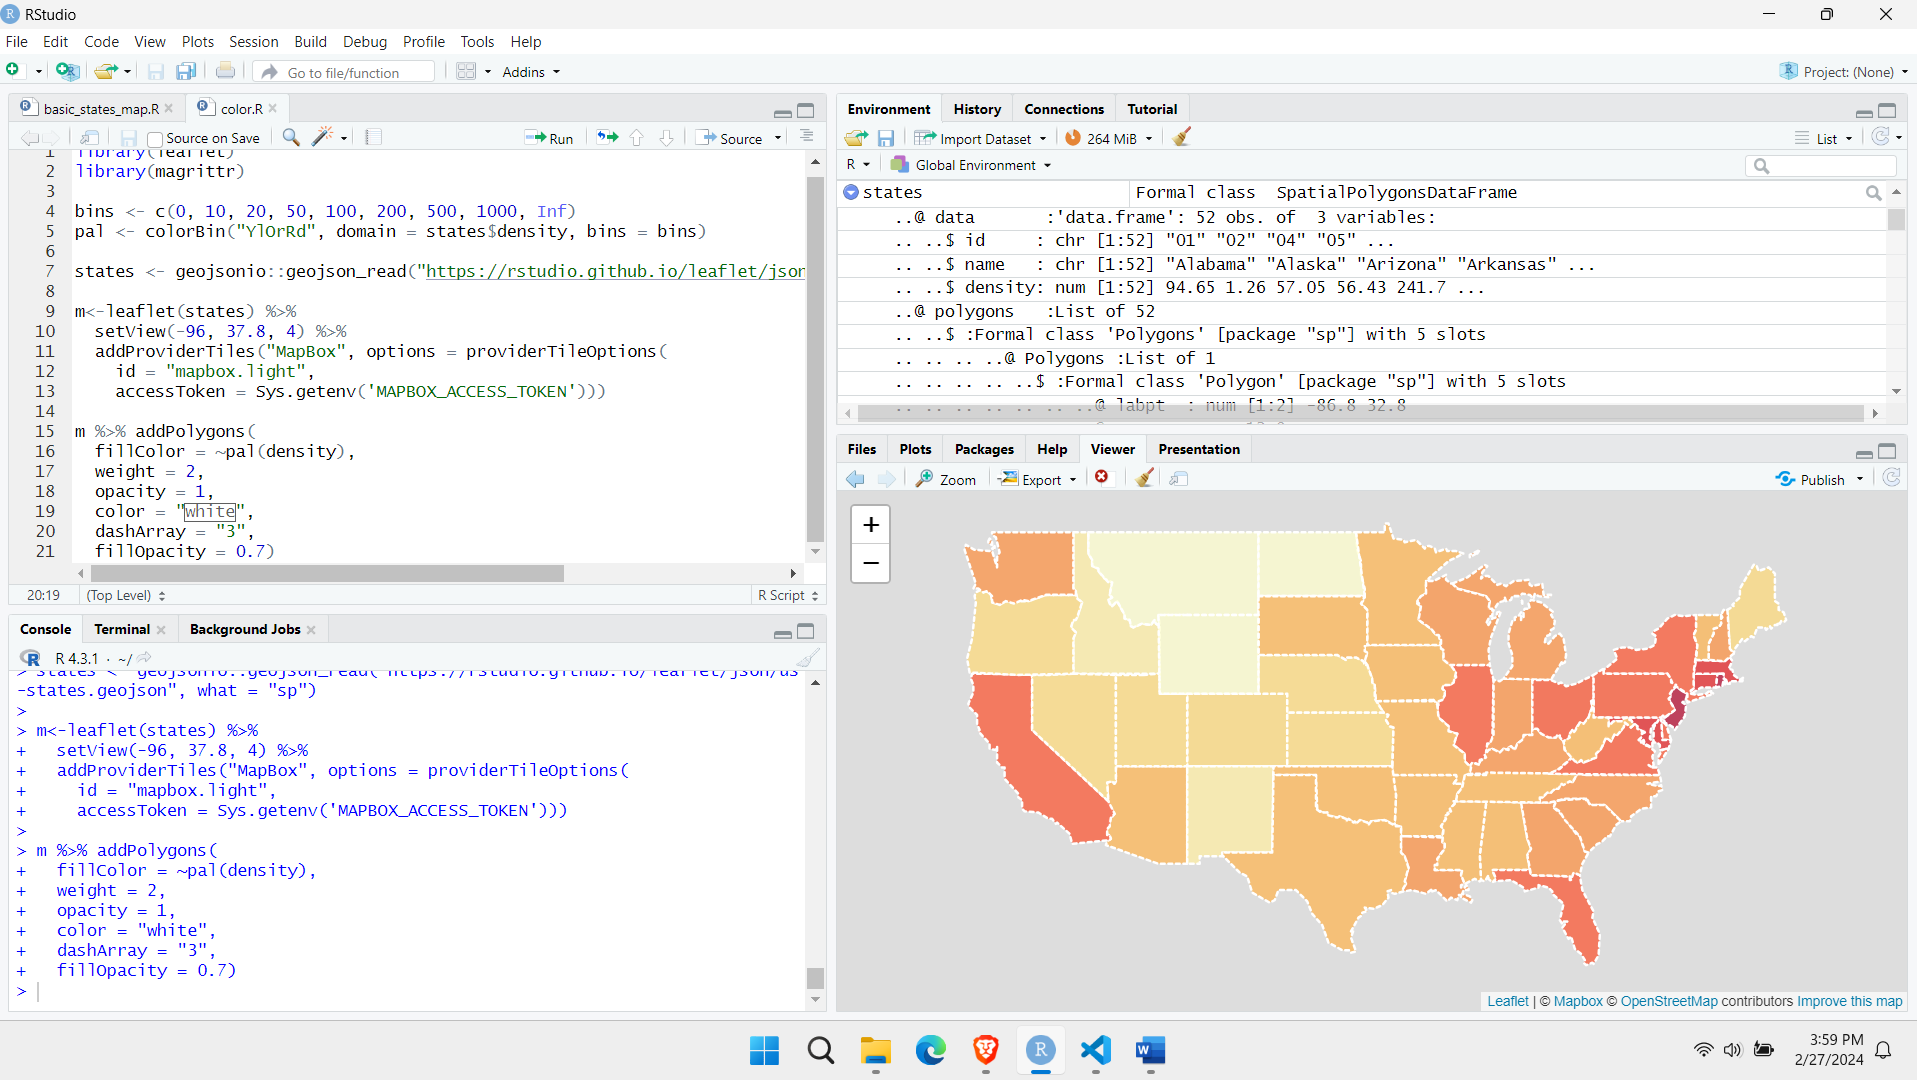 RStudio
File Edit Code View Plots Session Build Debug Profile Tools Help
Go to file/function Addins Project: (None)
basic_states_map.R color.R
Source on Save Run Source
1 library(leaflet)
2 library(magrittr)
3
4 bins <- c(0, 10, 20, 50, 100, 200, 500, 1000, Inf)
5 pal <- colorBin("YlOrRd", domain = states$density, bins = bins)
6
7 states <- geojsonio::geojson_read("https://rstudio.github.io/leaflet/json
8
9 m<-leaflet(states) %>%
10 setView(-96, 37.8, 4) %>%
11 addProviderTiles("MapBox", options = providerTileOptions(
12 id = "mapbox.light",
13 accessToken = Sys.getenv('MAPBOX_ACCESS_TOKEN')))
14
15 m %>% addPolygons(
16 fillColor = ~pal(density),
17 weight = 2,
18 opacity = 1,
19 color = "white",
20 dashArray = "3",
21 fillOpacity = 0.7)
20:19 (Top Level) R Script
Console Terminal Background Jobs
R 4.3.1 · ~/
> states <- geojsonio::geojson_read("https://rstudio.github.io/leaflet/json/us
-states.geojson", what = "sp")
>
> m<-leaflet(states) %>%
+ setView(-96, 37.8, 4) %>%
+ addProviderTiles("MapBox", options = providerTileOptions(
+ id = "mapbox.light",
+ accessToken = Sys.getenv('MAPBOX_ACCESS_TOKEN')))
>
> m %>% addPolygons(
+ fillColor = ~pal(density),
+ weight = 2,
+ opacity = 1,
+ color = "white",
+ dashArray = "3",
+ fillOpacity = 0.7)
>
Environment History Connections Tutorial
Import Dataset 264 MiB List
R Global Environment
states Formal class SpatialPolygonsDataFrame
..@ data :'data.frame': 52 obs. of 3 variables:
.. ..$ id : chr [1:52] "01" "02" "04" "05" ...
.. ..$ name : chr [1:52] "Alabama" "Alaska" "Arizona" "Arkansas" ...
.. ..$ density: num [1:52] 94.65 1.26 57.05 56.43 241.7 ...
..@ polygons :List of 52
.. ..$ :Formal class 'Polygons' [package "sp"] with 5 slots
.. .. .. ..@ Polygons :List of 1
.. .. .. .. ..$ :Formal class 'Polygon' [package "sp"] with 5 slots
.. .. .. .. .. .. ..@ labpt : num [1:2] -86.8 32.8
Files Plots Packages Help Viewer Presentation
Zoom Export Publish
+
−
Leaflet | © Mapbox © OpenStreetMap contributors Improve this map
3:59 PM
2/27/2024